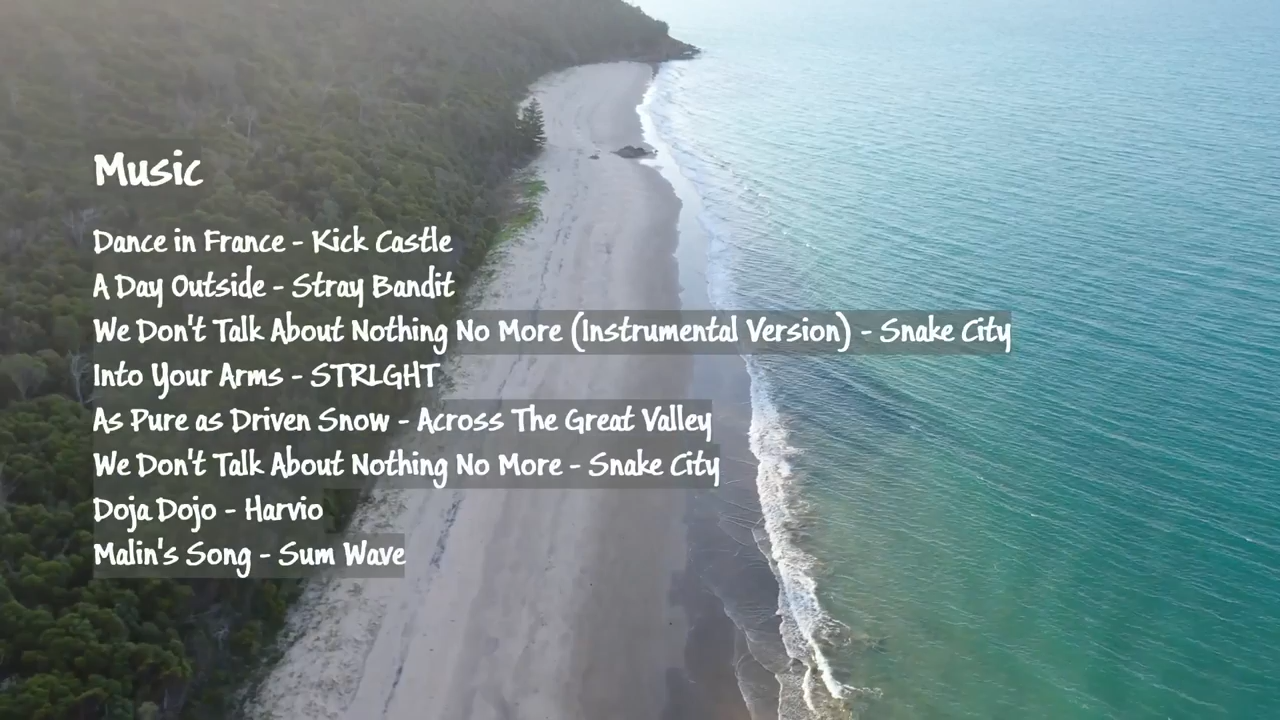 Music
Dance in France - Kick Castle
A Day Outside - Stray Bandit
We Don't Talk About Nothing No More (Instrumental Version) - Snake City
Into Your Arms - STRLGHT
As Pure as Driven Snow - Across The Great Valley
We Don't Talk About Nothing No More - Snake City
Doja Dojo - Harvio
Malin's Song - Sum Wave